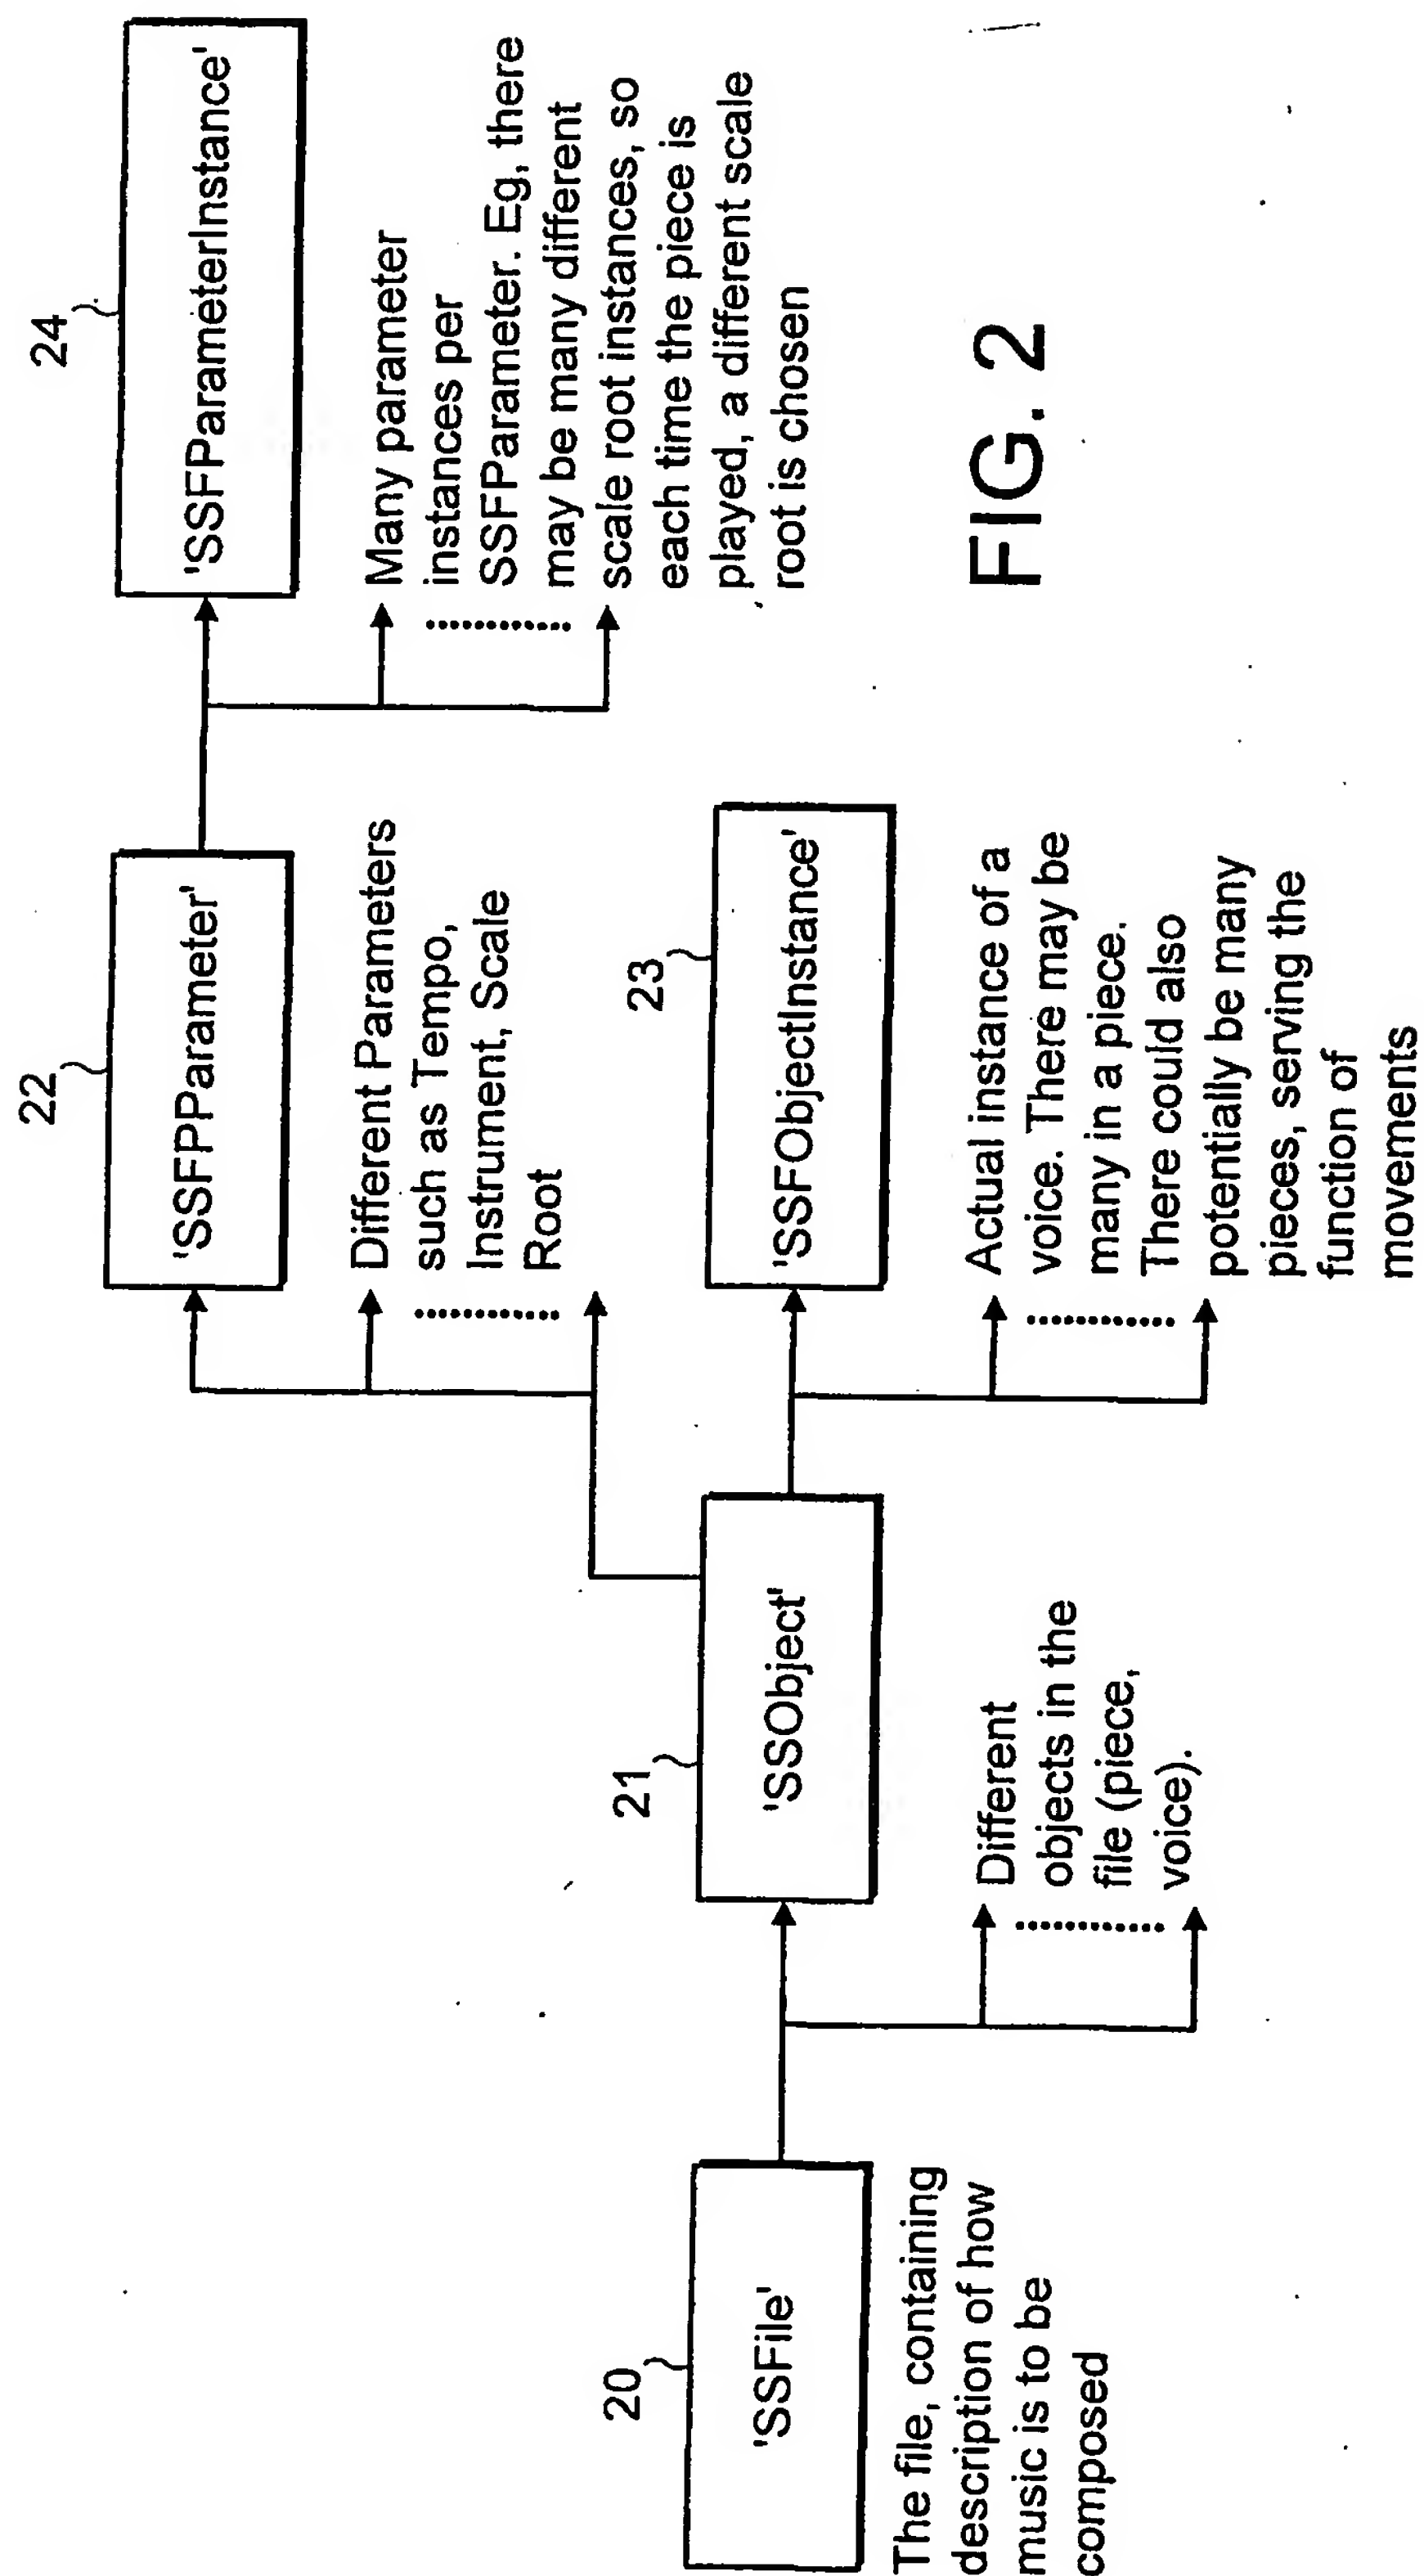 24
'SSFParameterInstance'
Many parameter
instances per
SSFParameter. Eg, there
may be many different
scale root instances, so
each time the piece is
played, a different scale
root is chosen
22
'SSFPParameter'
Different Parameters
such as Tempo,
Instrument, Scale
Root
23
'SSFObjectInstance'
Actual instance of a
voice. There may be
many in a piece.
There could also
potentially be many
pieces, serving the
function of
movements
21
'SSObject'
Different
objects in the
file (piece,
voice).
20
'SSFile'
The file, containing
description of how
music is to be
composed
FIG. 2